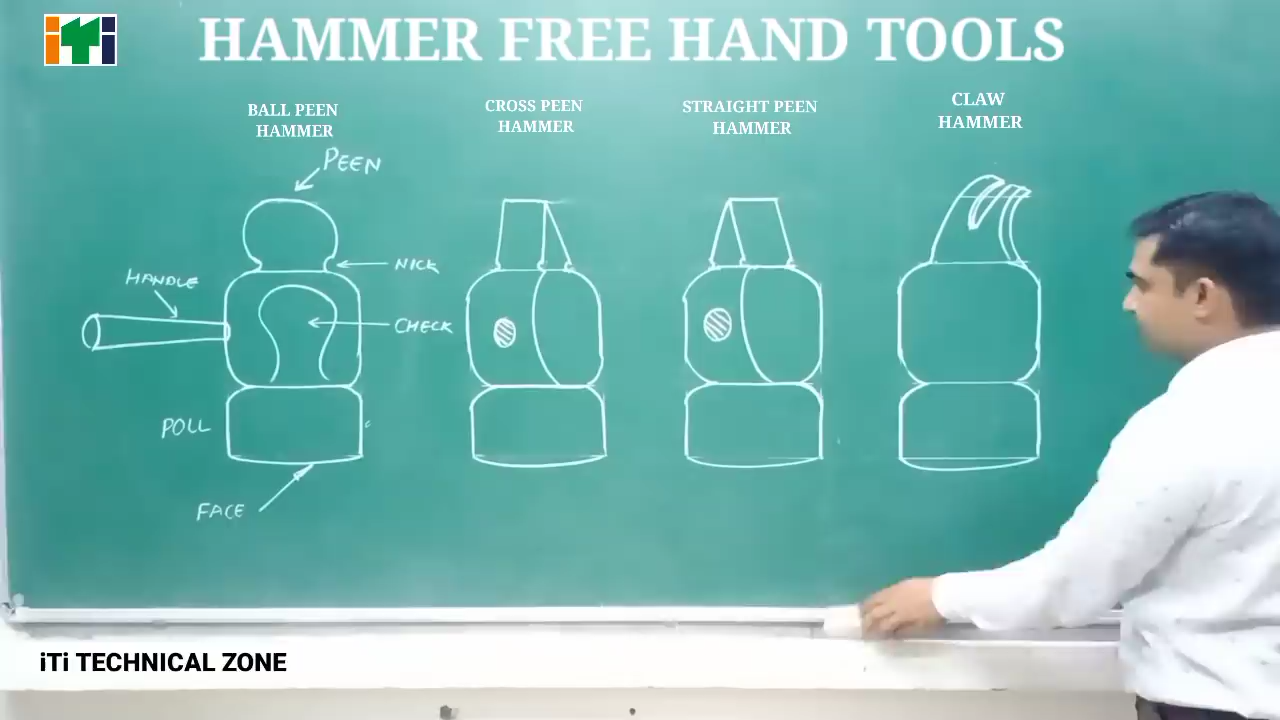 iTi
HAMMER FREE HAND TOOLS
BALL PEEN
HAMMER
CROSS PEEN
HAMMER
STRAIGHT PEEN
HAMMER
CLAW
HAMMER
PEEN
NICK
HANDLE
CHECK
POLL
FACE
iTi TECHNICAL ZONE